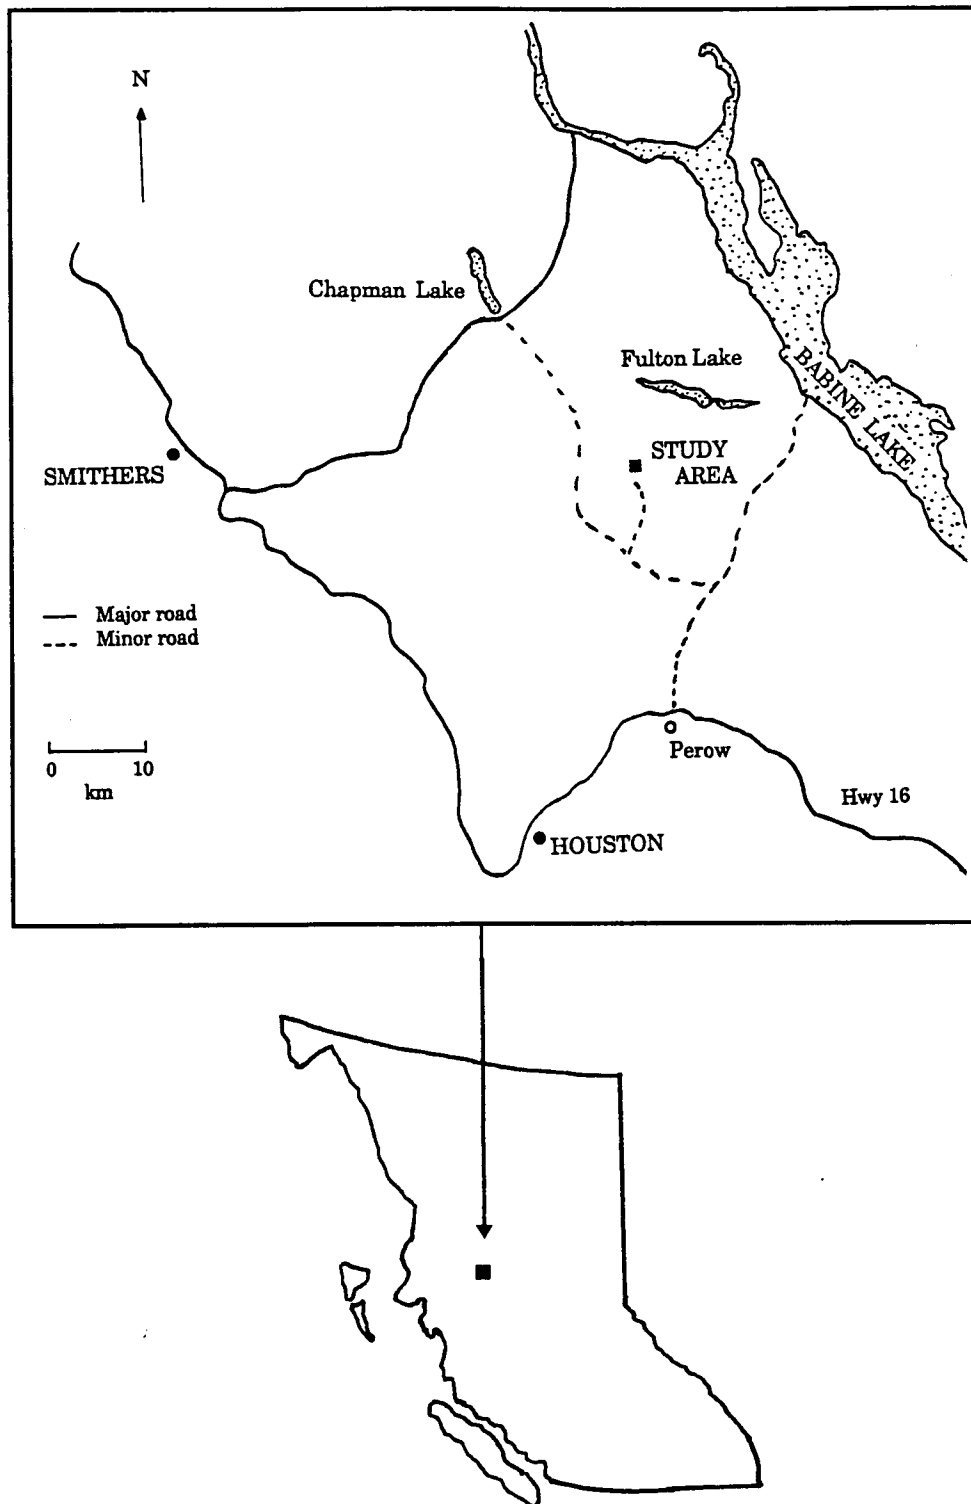 N
Chapman Lake
Fulton Lake
BABINE LAKE
STUDY
AREA
SMITHERS
Major road
Minor road
0 10
km
Perow
Hwy 16
HOUSTON